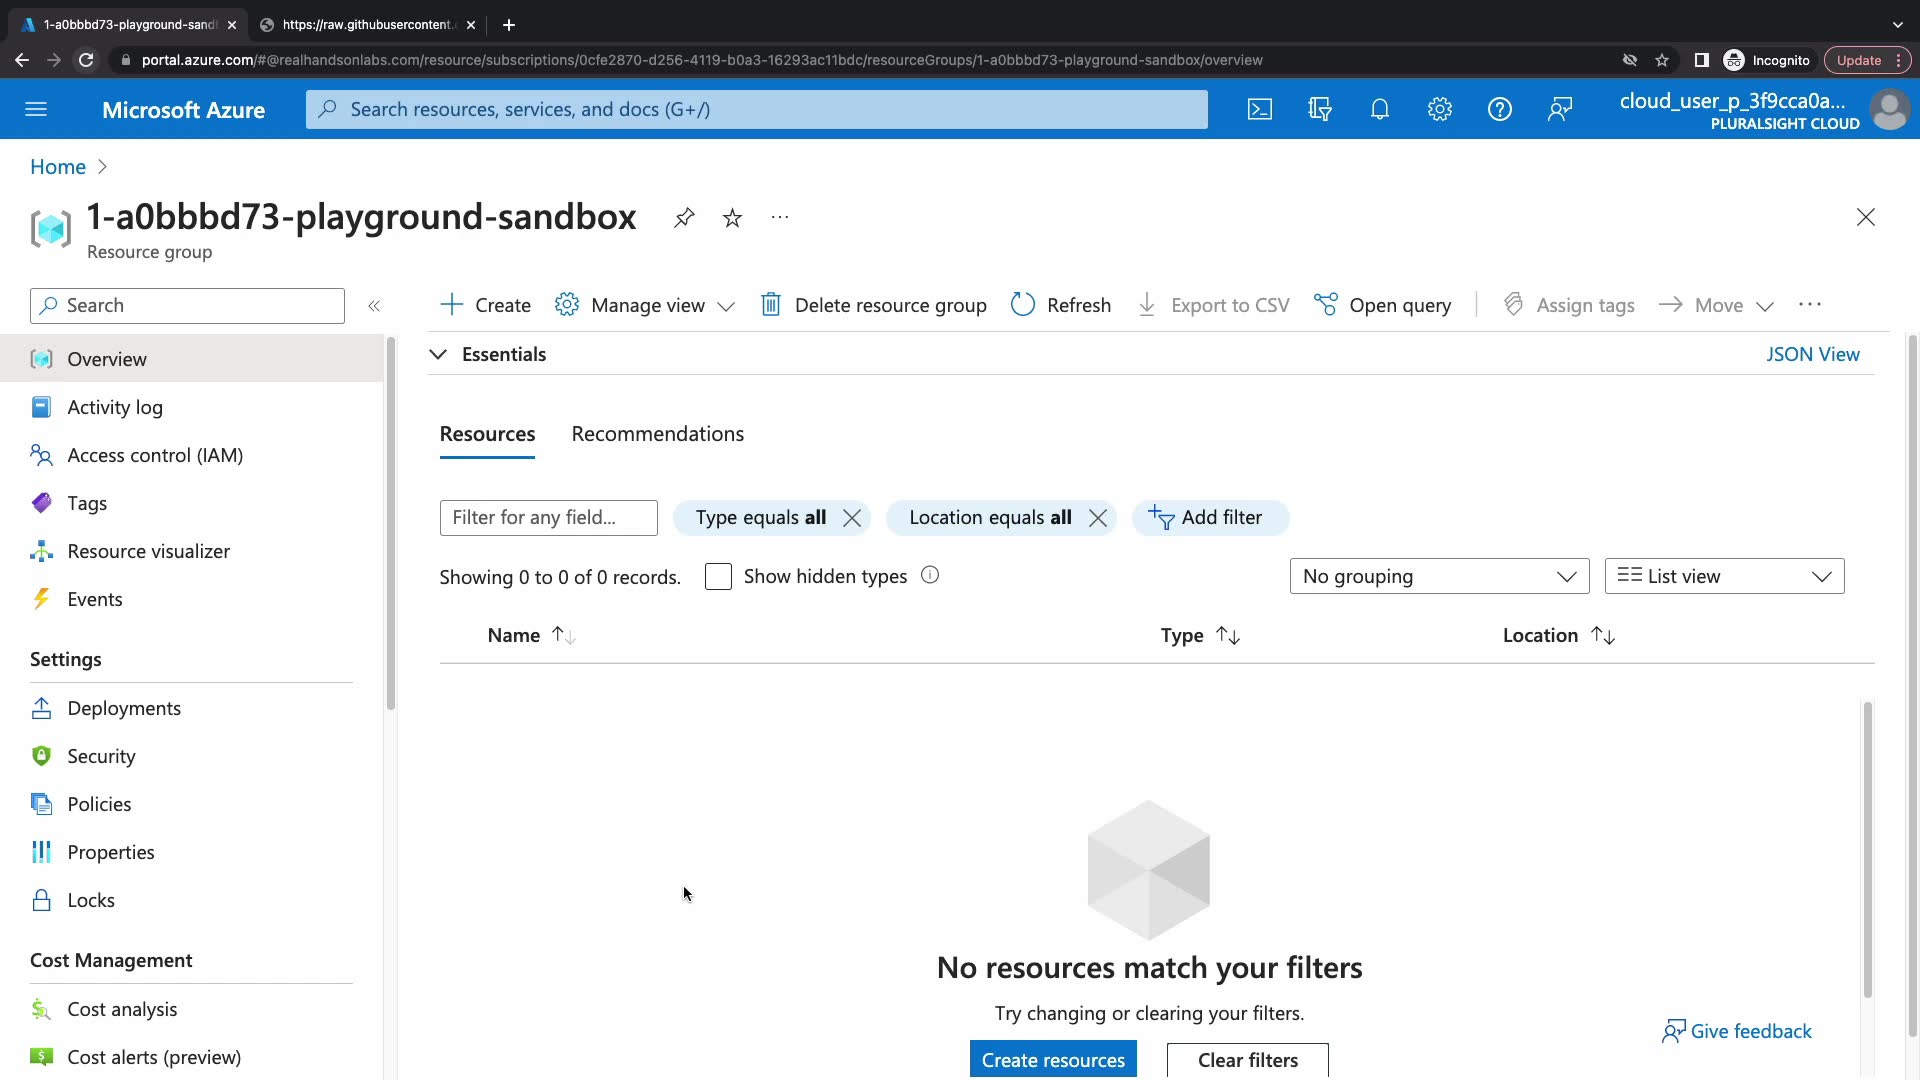 1-a0bbbd73-playground-sand
https://raw.githubusercontent.c
portal.azure.com/#@realhandsonlabs.com/resource/subscriptions/0cfe2870-d256-4119-b0a3-16293ac11bdc/resourceGroups/1-a0bbbd73-playground-sandbox/overview
Incognito
Update
Microsoft Azure
Search resources, services, and docs (G+/)
cloud_user_p_3f9cca0a...
PLURALSIGHT CLOUD
Home
1-a0bbbd73-playground-sandbox
Resource group
Search
Create
Manage view
Delete resource group
Refresh
Export to CSV
Open query
Assign tags
Move
Overview
Essentials
JSON View
Activity log
Resources
Recommendations
Access control (IAM)
Tags
Filter for any field...
Type equals all
Location equals all
Add filter
Resource visualizer
Showing 0 to 0 of 0 records.
Show hidden types
No grouping
List view
Events
Name
Type
Location
Settings
Deployments
Security
Policies
Properties
Locks
Cost Management
No resources match your filters
Cost analysis
Try changing or clearing your filters.
Give feedback
Cost alerts (preview)
Create resources
Clear filters